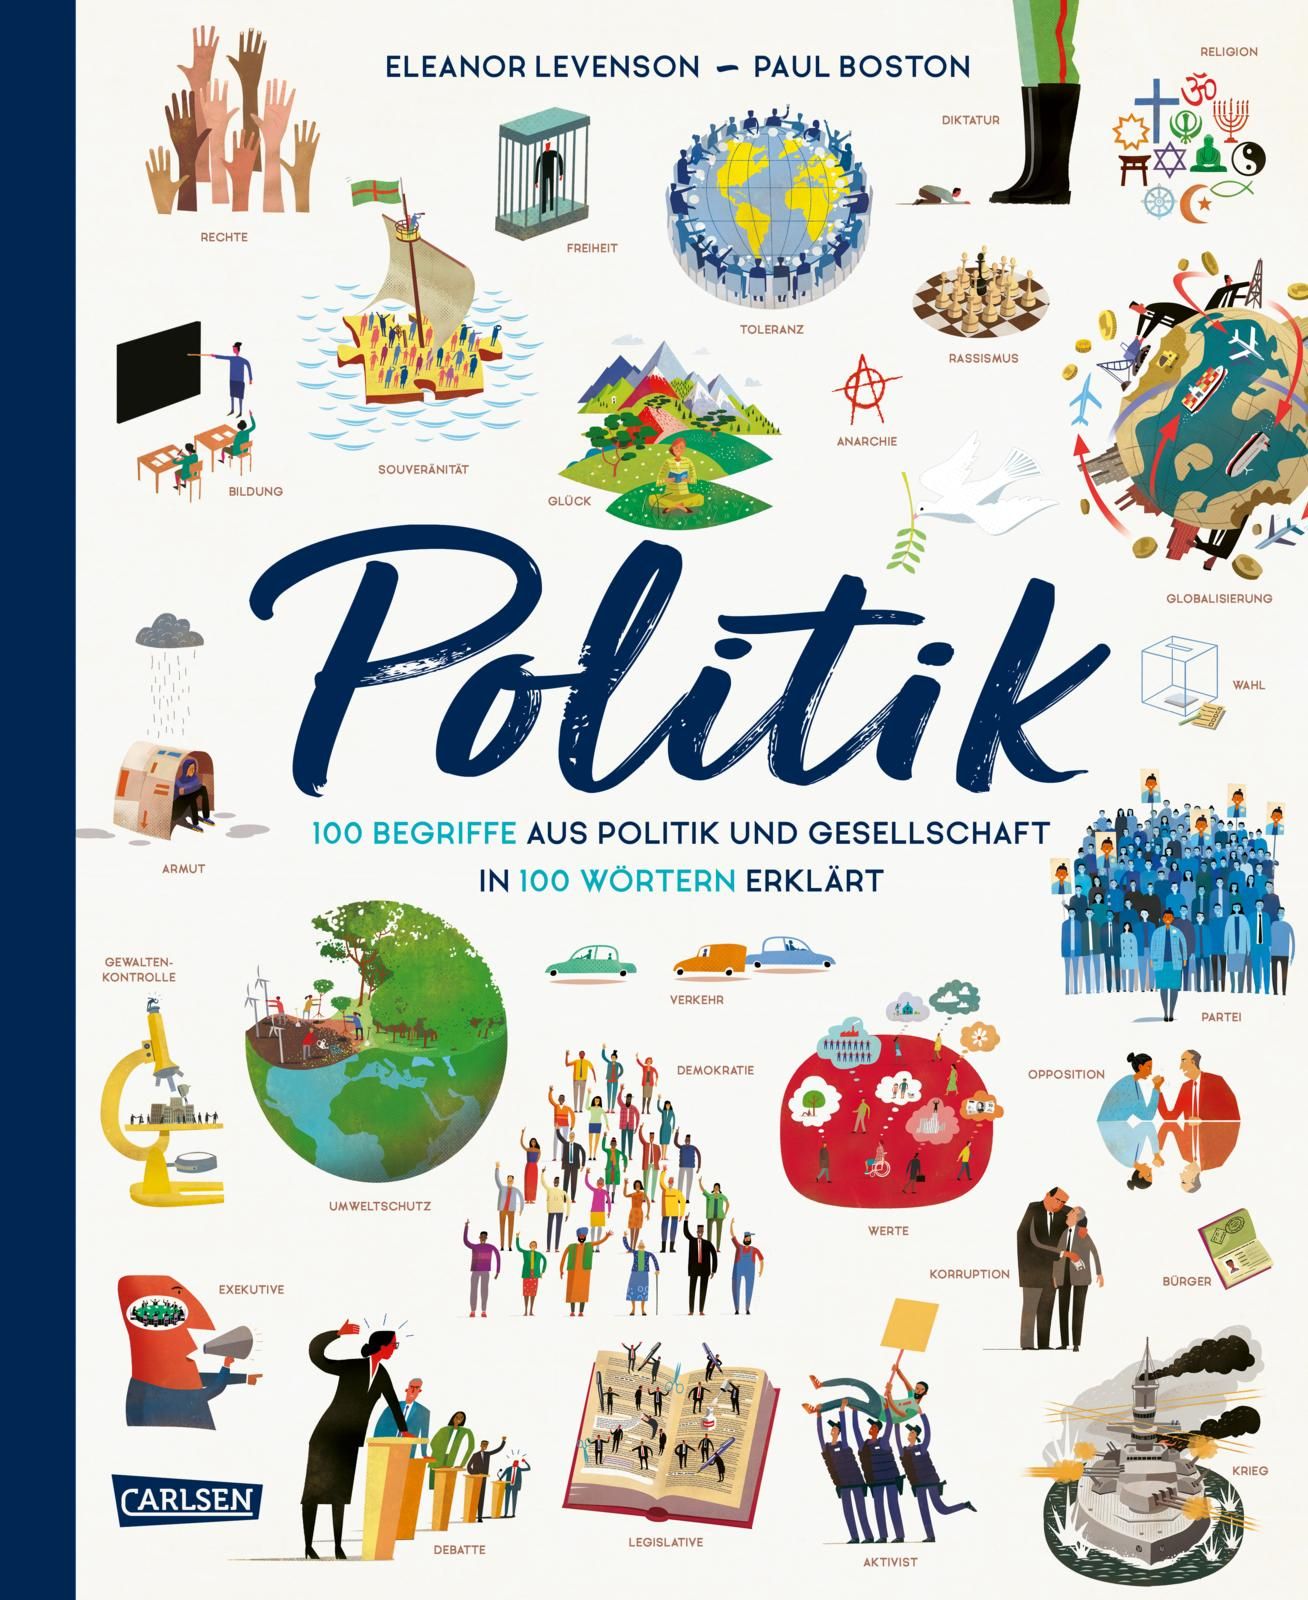 ELEANOR LEVENSON – PAUL BOSTON
RELIGION
DIKTATUR
RECHTE
FREIHEIT
TOLERANZ
RASSISMUS
ANARCHIE
SOUVERÄNITÄT
BILDUNG
GLÜCK
GLOBALISIERUNG
Politik
WAHL
100 BEGRIFFE AUS POLITIK UND GESELLSCHAFT
IN 100 WÖRTERN ERKLÄRT
ARMUT
GEWALTEN-
KONTROLLE
VERKEHR
PARTEI
DEMOKRATIE
OPPOSITION
UMWELTSCHUTZ
WERTE
KORRUPTION
BÜRGER
EXEKUTIVE
KRIEG
CARLSEN
DEBATTE
LEGISLATIVE
AKTIVIST